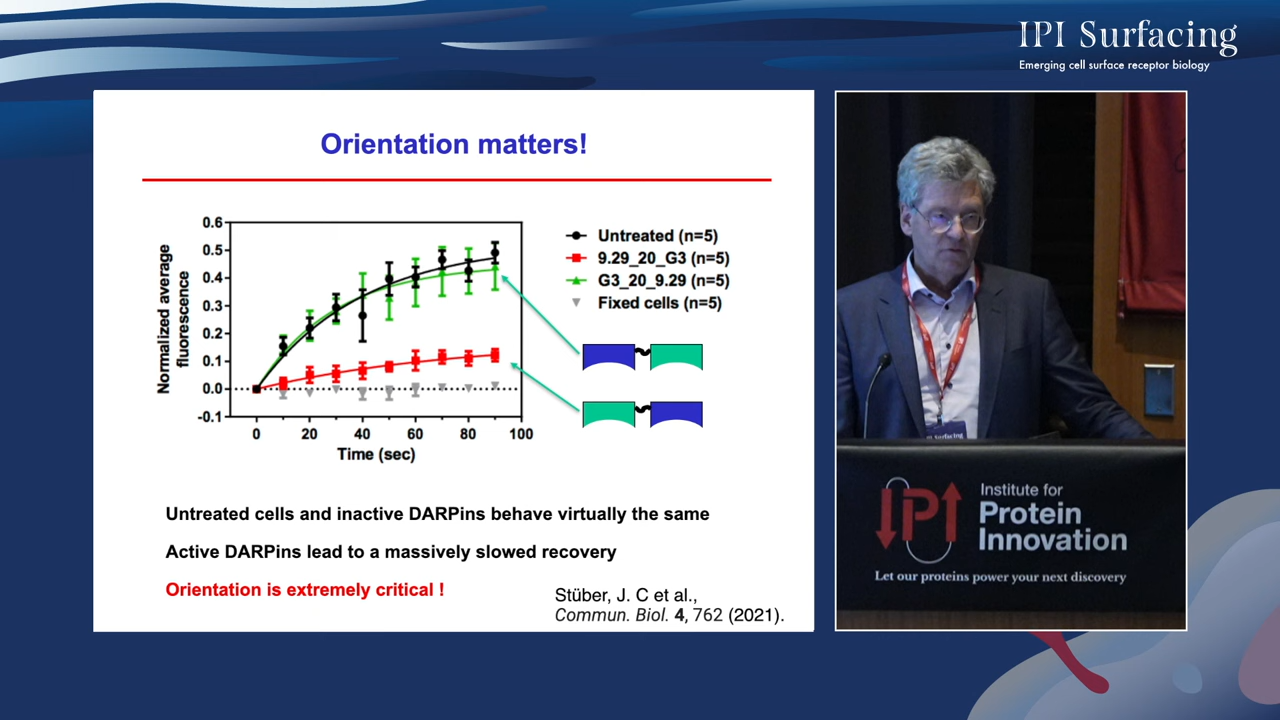 IPI Surfacing
Emerging cell surface receptor biology
Orientation matters!
Normalized average
fluorescence
0.6
0.5
0.4
0.3
0.2
0.1
0.0
-0.1
0
20
40
60
80
100
Time (sec)
Untreated (n=5)
9.29_20_G3 (n=5)
G3_20_9.29 (n=5)
Fixed cells (n=5)
Untreated cells and inactive DARPins behave virtually the same
Active DARPins lead to a massively slowed recovery
Orientation is extremely critical !
Stüber, J. C et al.,
Commun. Biol. 4, 762 (2021).
IPI Surfacing
IPI
Institute for
Protein
Innovation
Let our proteins power your next discovery